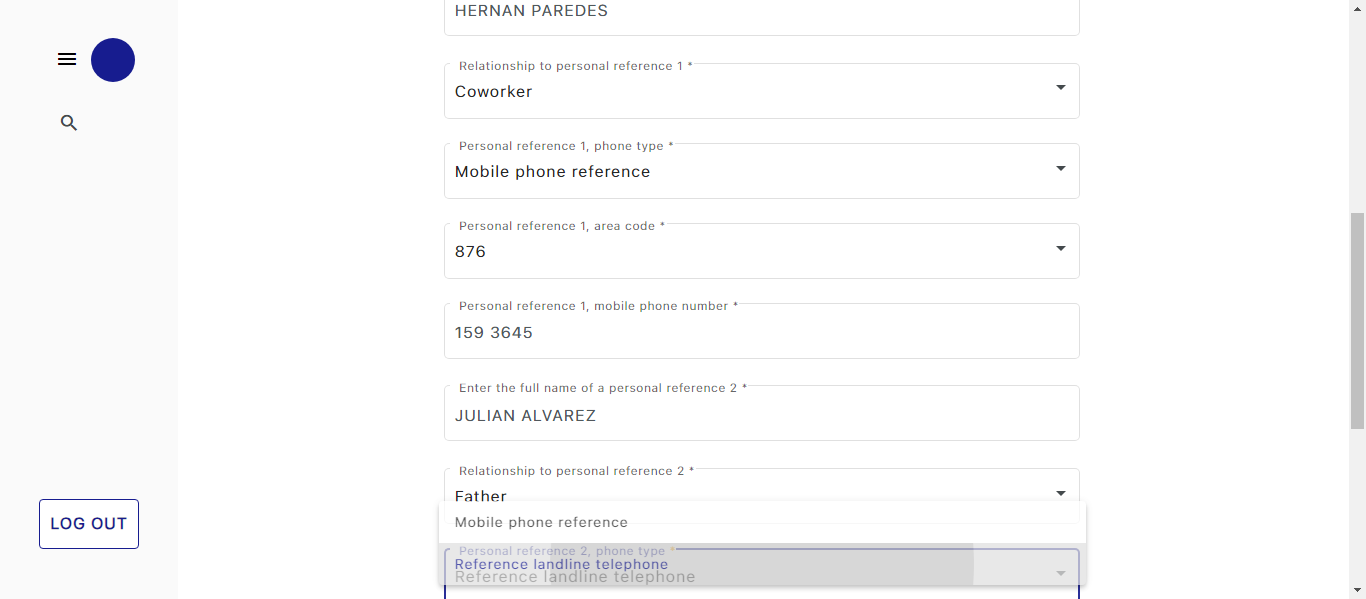 HERNAN PAREDES
Relationship to personal reference 1 *
Coworker
Personal reference 1, phone type *
Mobile phone reference
Personal reference 1, area code *
876
Personal reference 1, mobile phone number *
159 3645
Enter the full name of a personal reference 2 *
JULIAN ALVAREZ
Relationship to personal reference 2 *
Father
Mobile phone reference
Personal reference 2, phone type *
Reference landline telephone
Reference landline telephone
LOG OUT